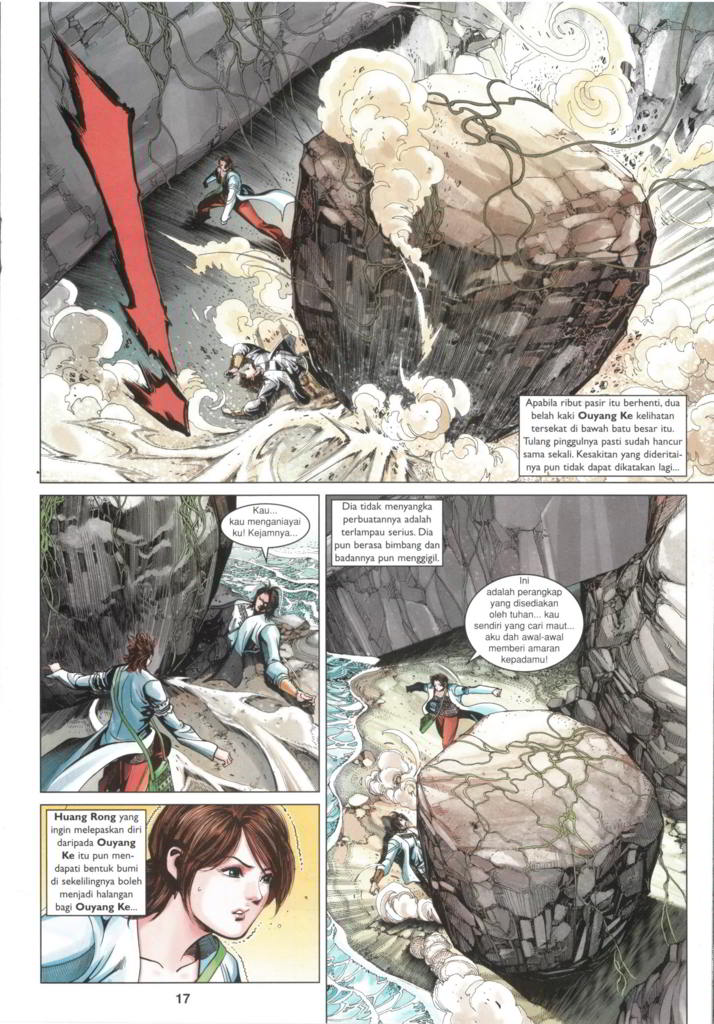 Apabila ribut pasir itu berhenti, dua
belah kaki Ouyang Ke kelihatan
tersekat di bawah batu besar itu.
Tulang pinggulnya pasti sudah hancur
sama sekali. Kesakitan yang dideritai-
nya pun tidak dapat dikatakan lagi...
Kau...
kau menganiayai
ku! Kejamnya...
Huang Rong yang
ingin melepaskan diri
daripada Ouyang
Ke itu pun men-
dapati bentuk bumi
di sekelilingnya boleh
menjadi halangan
bagi Ouyang Ke...
Dia tidak menyangka
perbuatannya adalah
terlampau serius. Dia
pun berasa bimbang dan
badannya pun menggigil.
Ini
adalah perangkap
yang disediakan
oleh tuhan... kau
sendiri yang cari maut...
aku dah awal-awal
memberi amaran
kepadamu!
17